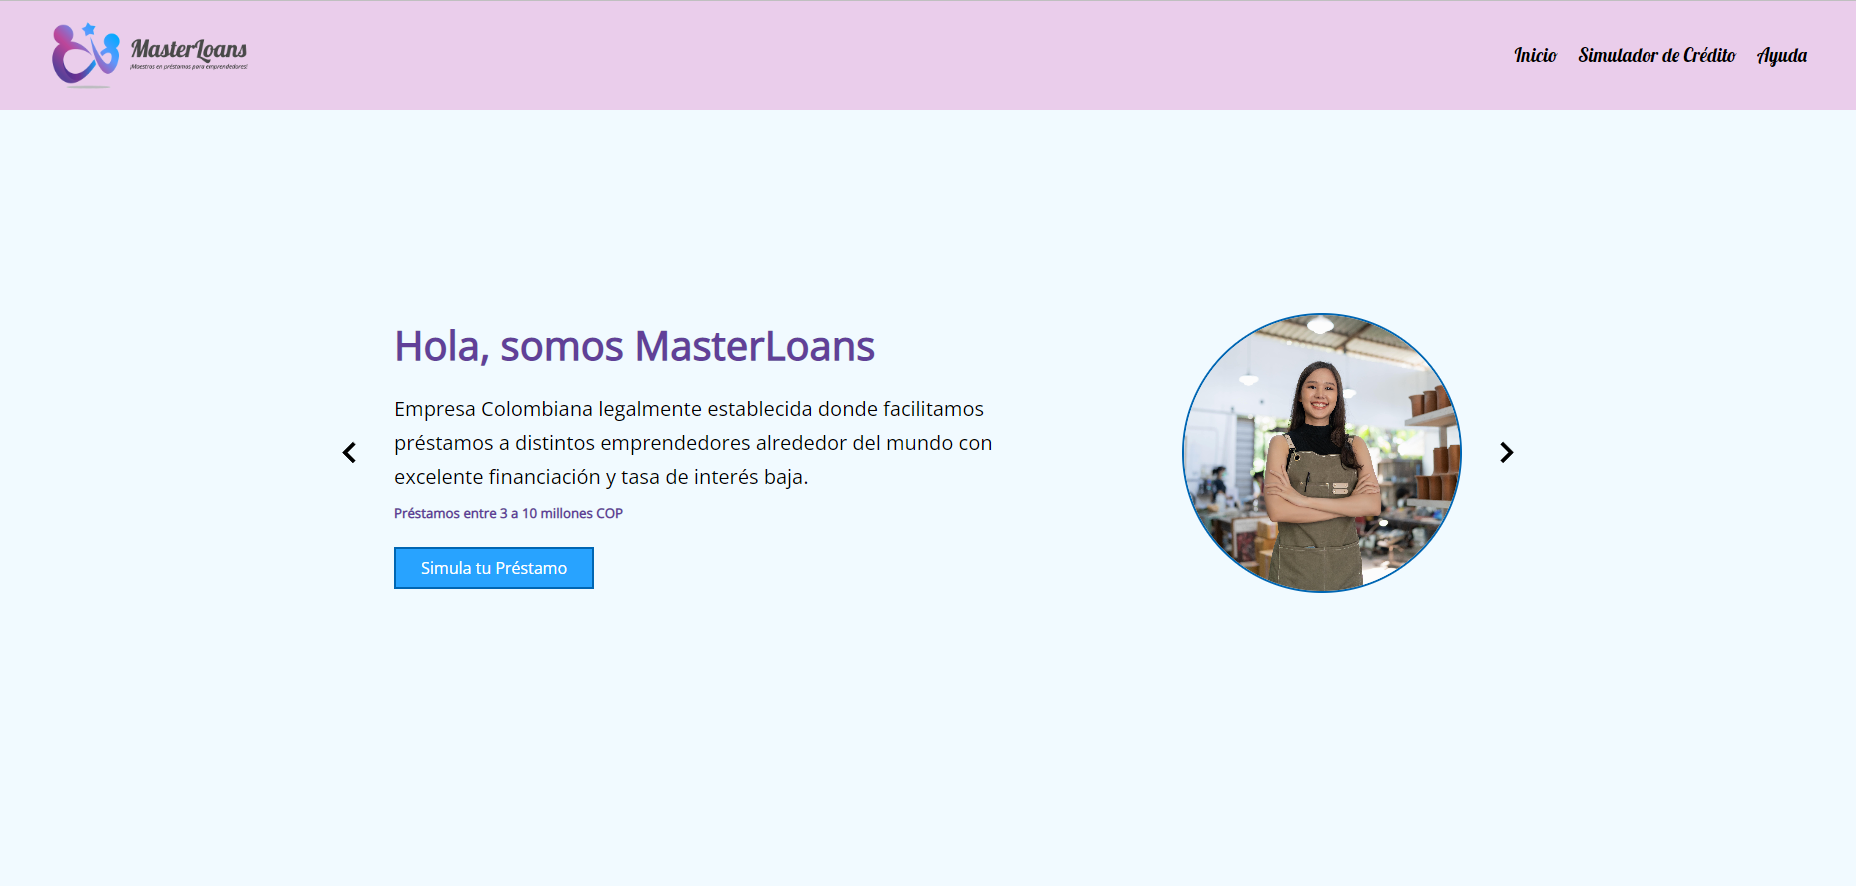 MasterLoans
¡Maestros en préstamos para emprendedores!
Inicio
Simulador de Crédito
Ayuda
Hola, somos MasterLoans
Empresa Colombiana legalmente establecida donde facilitamos
préstamos a distintos emprendedores alrededor del mundo con
excelente financiación y tasa de interés baja.
Préstamos entre 3 a 10 millones COP
Simula tu Préstamo